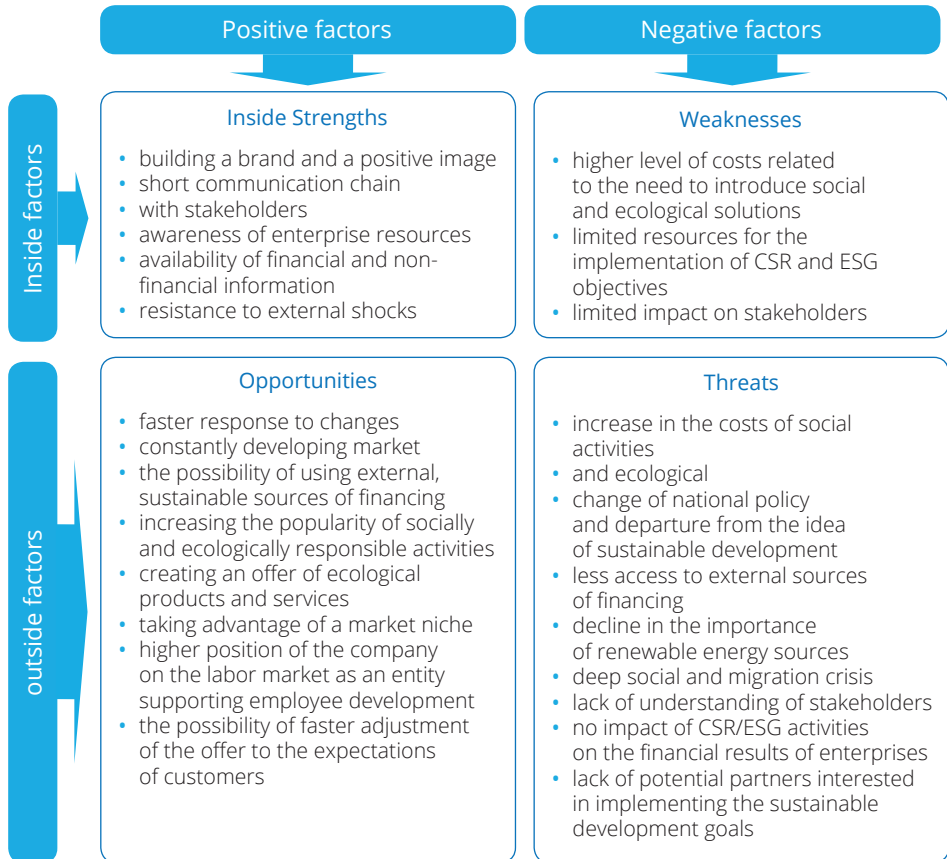 Positive factors
Negative factors
Inside factors
Inside Strengths
• building a brand and a positive image
• short communication chain
• with stakeholders
• awareness of enterprise resources
• availability of financial and non-
financial information
• resistance to external shocks
Weaknesses
• higher level of costs related
to the need to introduce social
and ecological solutions
• limited resources for the
implementation of CSR and ESG
objectives
• limited impact on stakeholders
outside factors
Opportunities
• faster response to changes
• constantly developing market
• the possibility of using external,
sustainable sources of financing
• increasing the popularity of socially
and ecologically responsible activities
• creating an offer of ecological
products and services
• taking advantage of a market niche
• higher position of the company
on the labor market as an entity
supporting employee development
• the possibility of faster adjustment
of the offer to the expectations
of customers
Threats
• increase in the costs of social
activities
• and ecological
• change of national policy
and departure from the idea
of sustainable development
• less access to external sources
of financing
• decline in the importance
of renewable energy sources
• deep social and migration crisis
• lack of understanding of stakeholders
• no impact of CSR/ESG activities
on the financial results of enterprises
• lack of potential partners interested
in implementing the sustainable
development goals